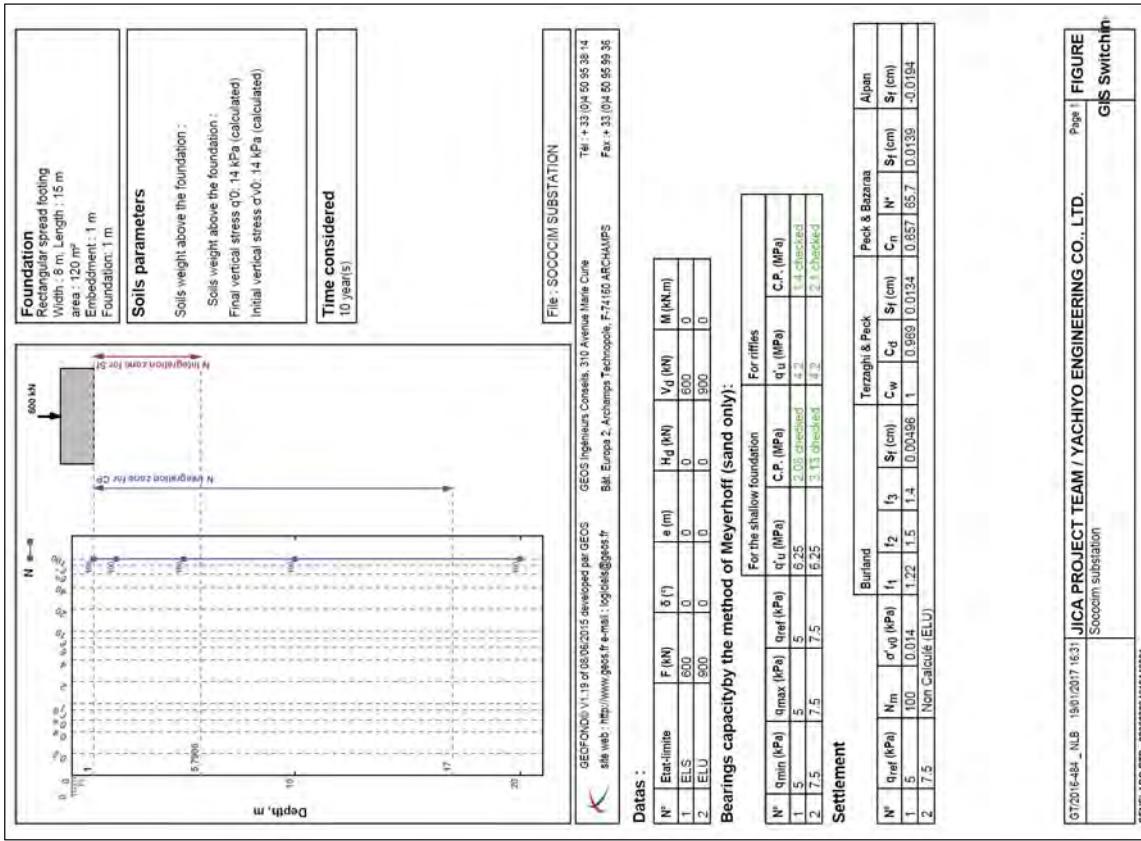 Foundation
Rectangular spread footing
Width : 8 m, Length : 15 m
area : 120 m²
Embeddment : 1 m
Foundation: 1 m
Soils parameters
Soils weight above the foundation :
Soils weight above the foundation :
Final vertical stress q'0: 14 kPa (calculated)
Initial vertical stress σ'v0: 14 kPa (calculated)
Time considered
10 year(s)
File : SOCOCIM SUBSTATION
600 kN
N integration zone for Sf
N integration zone for Cp
N
Depth, m
0
1
5.7906
10
17
20
GEOFOND© V1.19 of 08/06/2015 developed par GEOS
site web : http://www.geos.fr e-mail : logiciels@geos.fr
GEOS Ingénieurs Conseils, 310 Avenue Marie Curie
Bât. Europa 2, Archamps Technopole, F-74160 ARCHAMPS
Tél : + 33 (0)4 50 95 38 14
Fax :+ 33 (0)4 50 95 99 36
Datas :
N° Etat-limite F (kN) δ (°) e (m) Hd (kN) Vd (kN) M (kN.m)
1 ELS 600 0 0 0 600 0
2 ELU 900 0 0 0 900 0
Bearings capacityby the method of Meyerhoff (sand only):
For the shallow foundation For riffles
N° qmin (kPa) qmax (kPa) qref (kPa) q'u (MPa) C.P. (MPa) q'u (MPa) C.P. (MPa)
1 5 5 5 6.25 2.08 checked 4.2 1.4 checked
2 7.5 7.5 7.5 6.25 3.13 checked 4.2 2.1 checked
Settlement
Burland Terzaghi & Peck Peck & Bazaraa Alpan
N° qref (kPa) Nm σ'v0 (kPa) f1 f2 f3 Sf (cm) Cw Cd Sf (cm) Cn N* Sf (cm) Sf (cm)
1 5 100 0.014 1.22 1.5 1.4 0.00496 1 0.989 0.0134 0.657 65.7 0.0139 -0.0194
2 7.5 Non Calculé (ELU)
GT/2016-484 _ NLB 19/01/2017 16:31
JICA PROJECT TEAM / YACHIYO ENGINEERING CO., LTD.
Page 1
FIGURE
Sococim substation
GIS Switchin